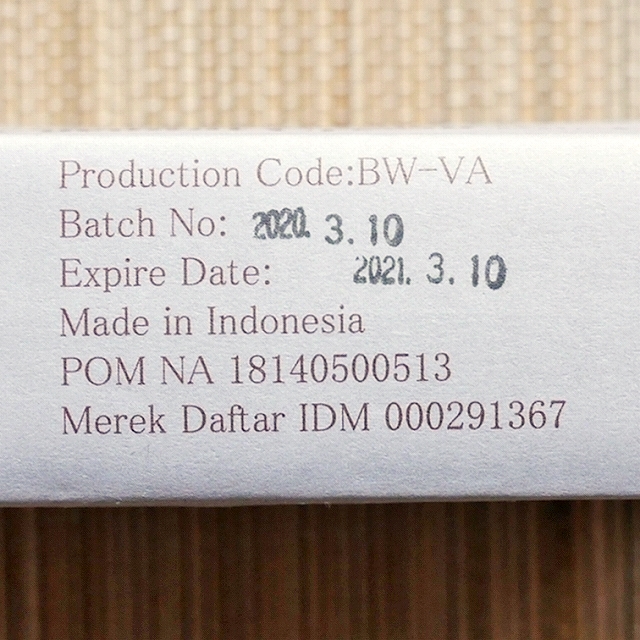 Production Code:BW-VA
Batch No: 2020. 3. 10
Expire Date: 2021. 3. 10
Made in Indonesia
POM NA 18140500513
Merek Daftar IDM 000291367